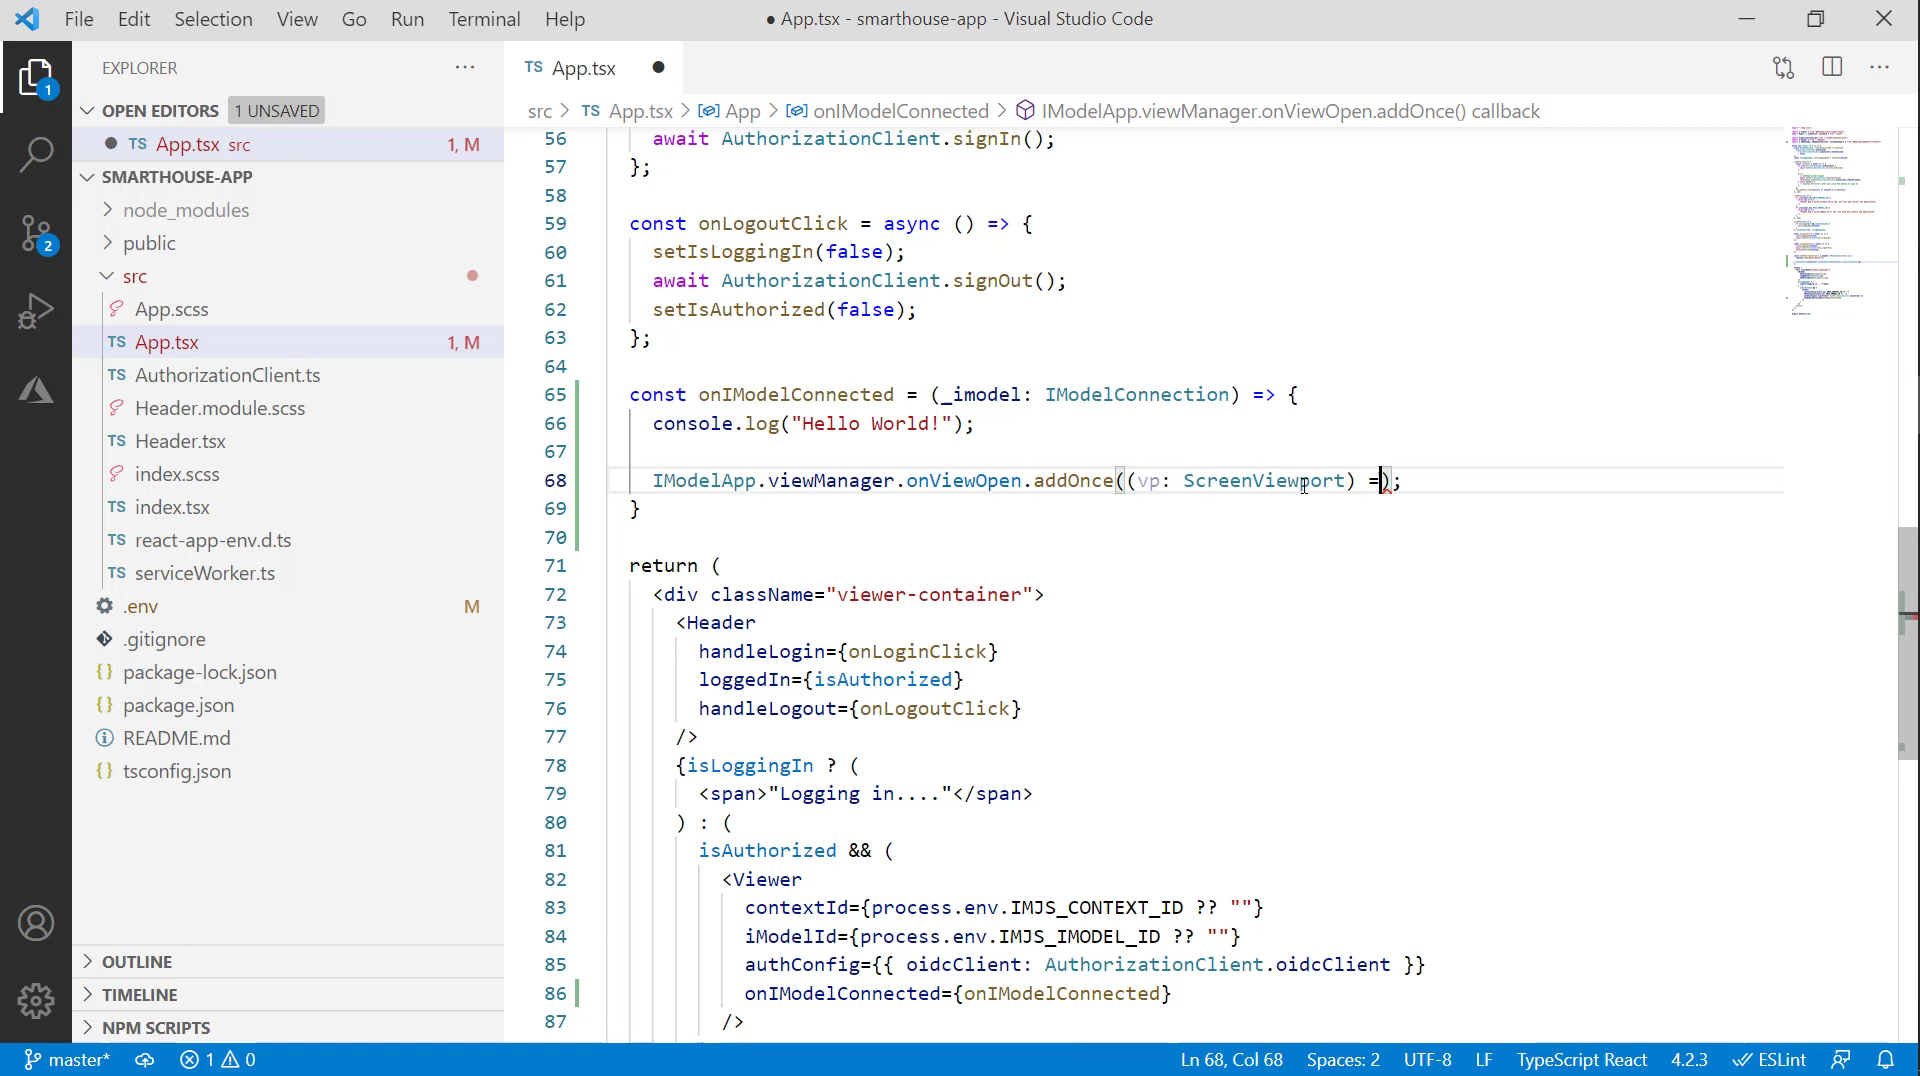 File Edit Selection View Go Run Terminal Help ● App.tsx - smarthouse-app - Visual Studio Code
EXPLORER ···
TS App.tsx ●
OPEN EDITORS 1 UNSAVED
TS App.tsx src 1, M
SMARTHOUSE-APP
node_modules
public
src
App.scss
TS App.tsx 1, M
TS AuthorizationClient.ts
Header.module.scss
TS Header.tsx
index.scss
TS index.tsx
TS react-app-env.d.ts
TS serviceWorker.ts
.env M
.gitignore
{} package-lock.json
{} package.json
README.md
{} tsconfig.json
OUTLINE
TIMELINE
NPM SCRIPTS
1
2
src > TS App.tsx > App > onIModelConnected > IModelApp.viewManager.onViewOpen.addOnce() callback
56 await AuthorizationClient.signIn();
57 };
58
59 const onLogoutClick = async () => {
60 setIsLoggingIn(false);
61 await AuthorizationClient.signOut();
62 setIsAuthorized(false);
63 };
64
65 const onIModelConnected = (_imodel: IModelConnection) => {
66 console.log("Hello World!");
67
68 IModelApp.viewManager.onViewOpen.addOnce((vp: ScreenViewport) =);
69 }
70
71 return (
72 <div className="viewer-container">
73 <Header
74 handleLogin={onLoginClick}
75 loggedIn={isAuthorized}
76 handleLogout={onLogoutClick}
77 />
78 {isLoggingIn ? (
79 <span>"Logging in...."</span>
80 ) : (
81 isAuthorized && (
82 <Viewer
83 contextId={process.env.IMJS_CONTEXT_ID ?? ""}
84 iModelId={process.env.IMJS_IMODEL_ID ?? ""}
85 authConfig={{ oidcClient: AuthorizationClient.oidcClient }}
86 onIModelConnected={onIModelConnected}
87 />
master* 1 0 Ln 68, Col 68 Spaces: 2 UTF-8 LF TypeScript React 4.2.3 ESLint